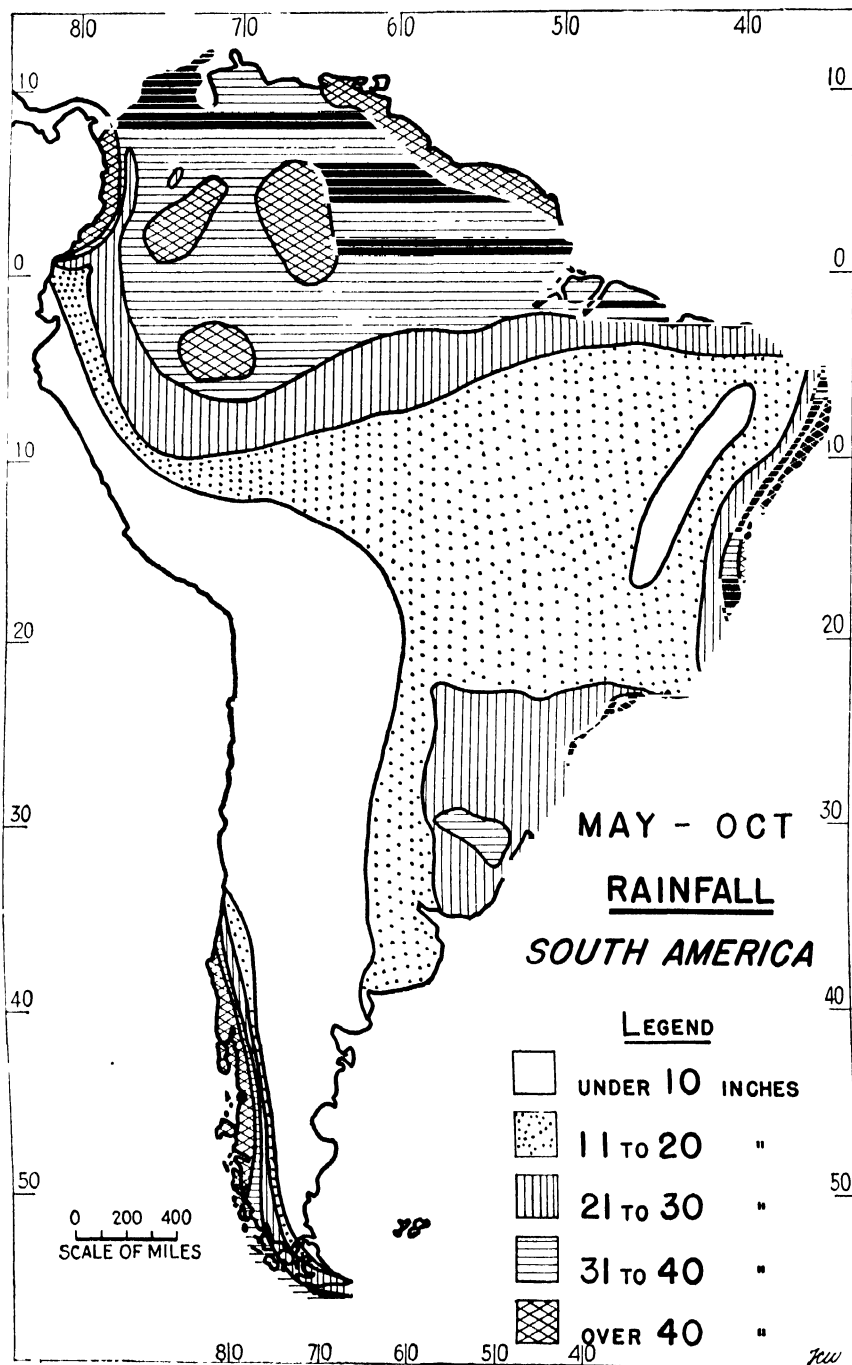 80 70 60 50 40
10 10
0 0
10 10
20 20
30 30
MAY - OCT
RAINFALL
SOUTH AMERICA
40 40
LEGEND
UNDER 10 INCHES
11 TO 20 "
21 TO 30 "
31 TO 40 "
OVER 40 "
50 50
0 200 400
SCALE OF MILES
80 70 60 50 40